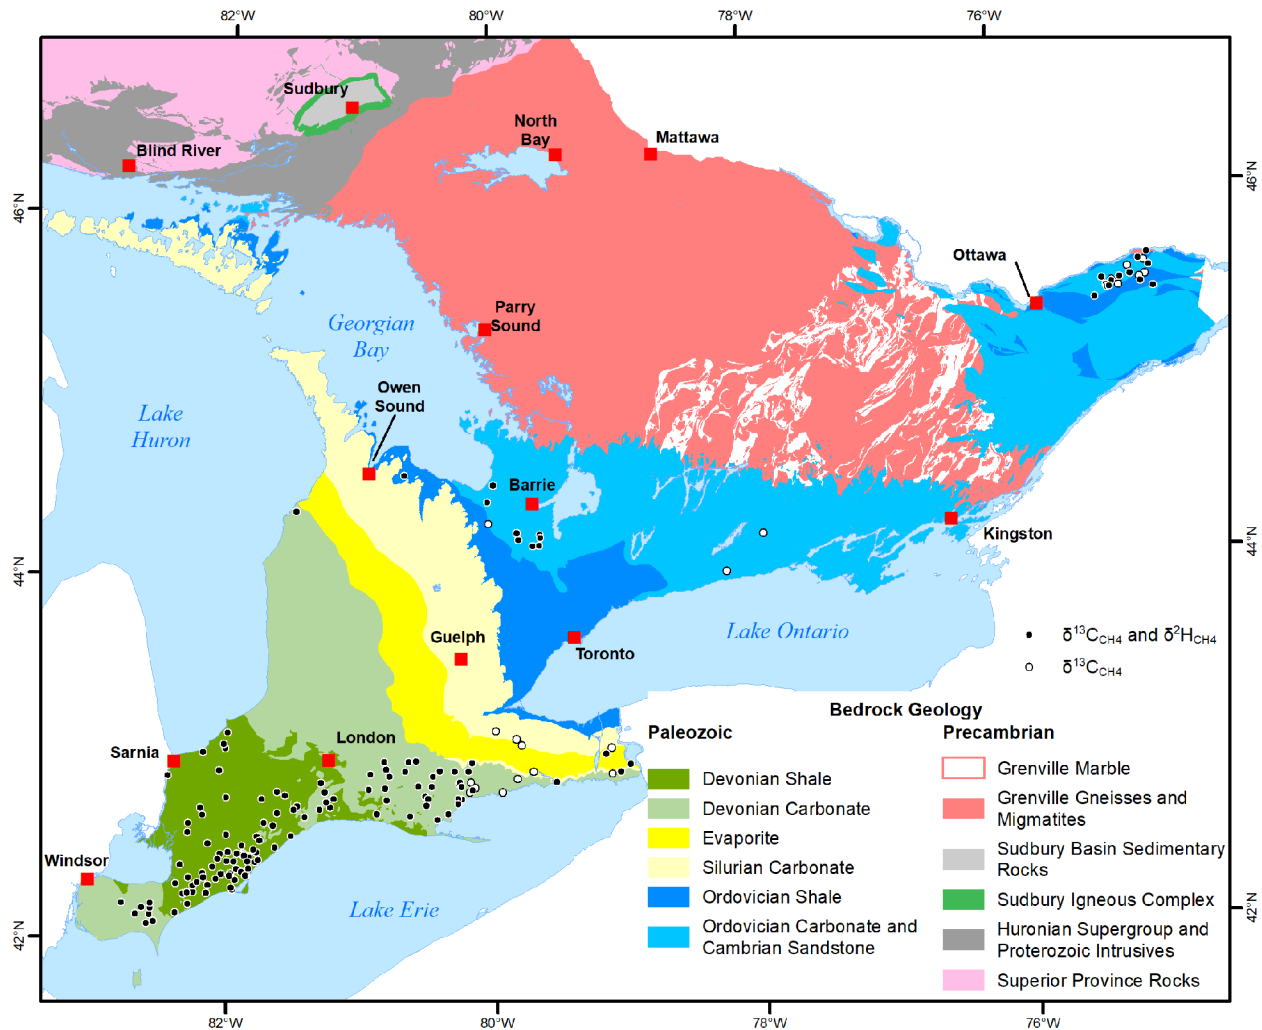 82°W 80°W 78°W 76°W
Sudbury
North
Bay
Mattawa
Blind River
46°N
46°N
Ottawa
Parry
Sound
Georgian
Bay
Owen
Sound
Lake
Huron
Barrie
Kingston
44°N
44°N
Guelph
Toronto
Lake Ontario
δ13CCH4 and δ2HCH4
δ13CCH4
Sarnia
London
Windsor
Lake Erie
42°N
42°N
Bedrock Geology
Paleozoic
Devonian Shale
Devonian Carbonate
Evaporite
Silurian Carbonate
Ordovician Shale
Ordovician Carbonate and
Cambrian Sandstone
Precambrian
Grenville Marble
Grenville Gneisses and
Migmatites
Sudbury Basin Sedimentary
Rocks
Sudbury Igneous Complex
Huronian Supergroup and
Proterozoic Intrusives
Superior Province Rocks
82°W 80°W 78°W 76°W